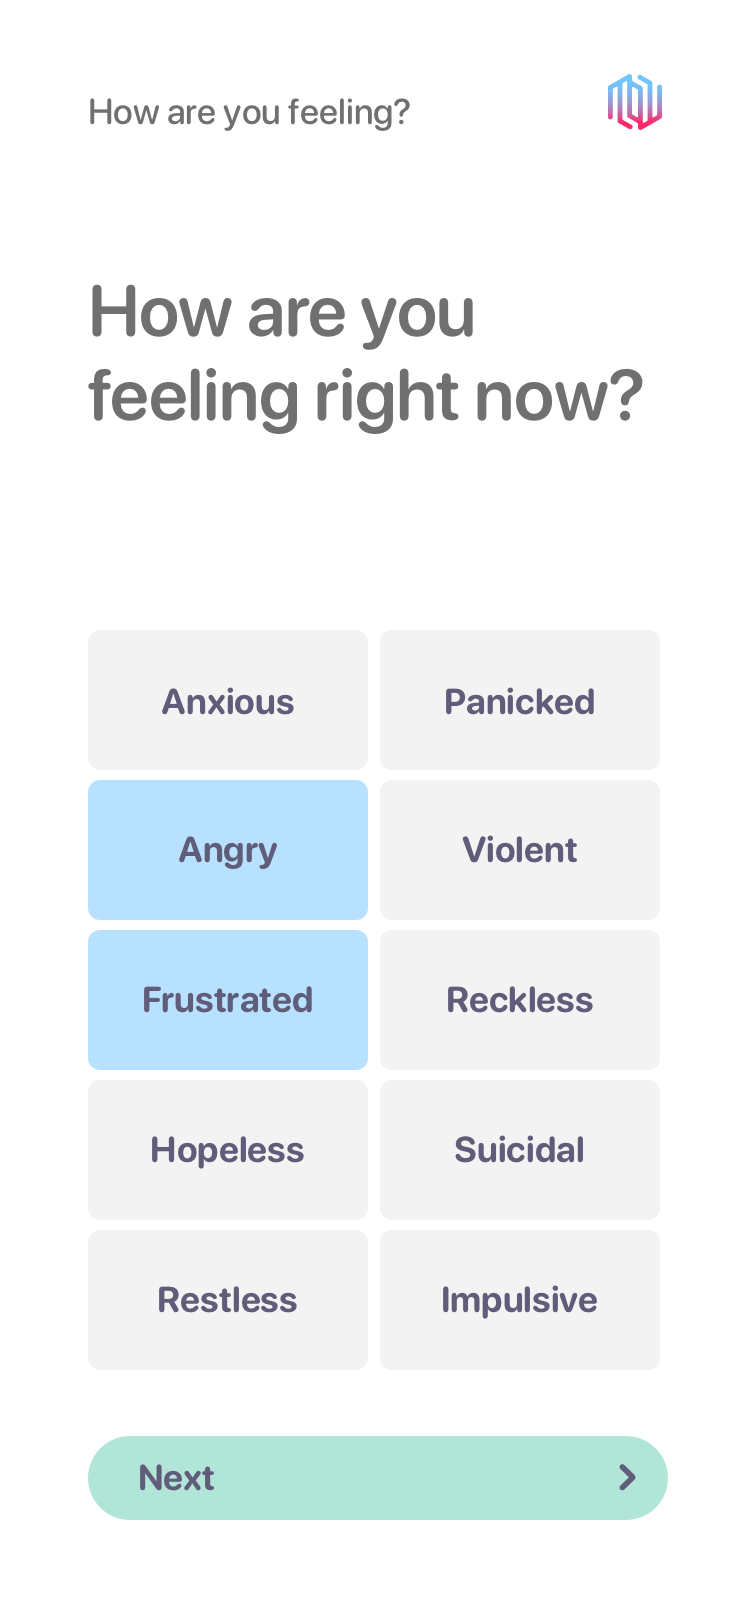 How are you feeling?
How are you
feeling right now?
Anxious
Panicked
Angry
Violent
Frustrated
Reckless
Hopeless
Suicidal
Restless
Impulsive
Next